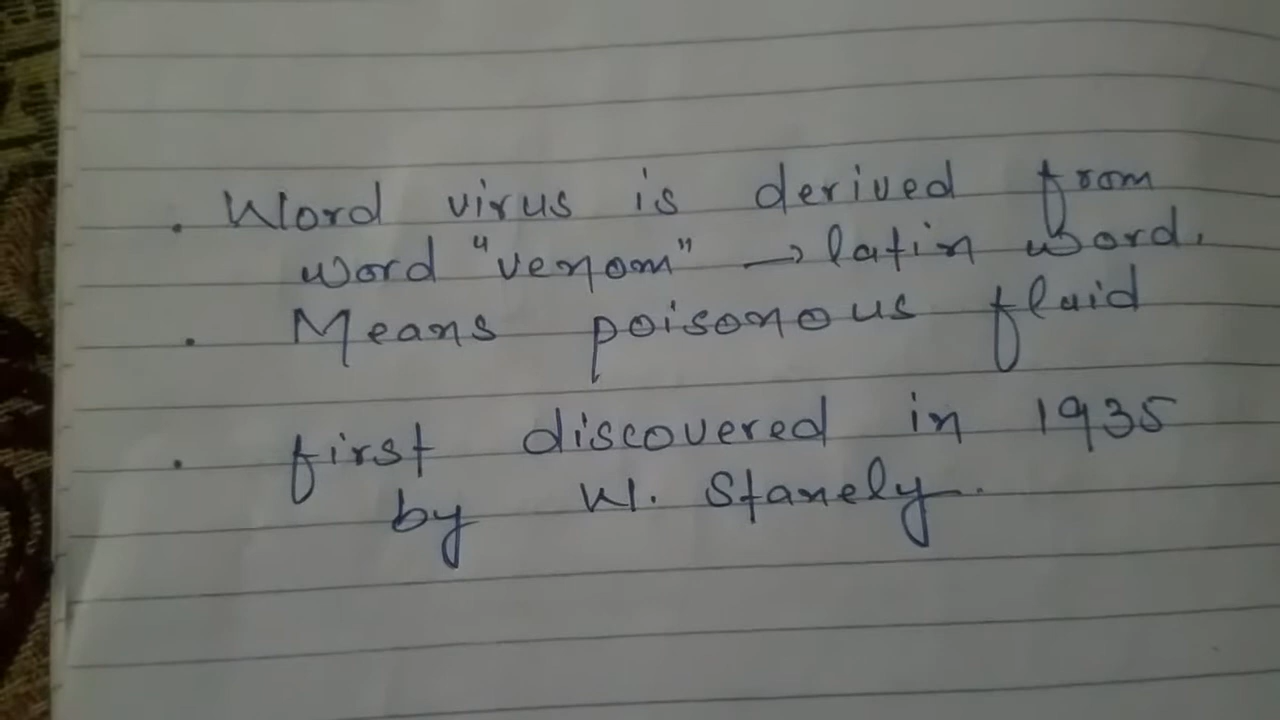 . Word virus is derived from
word "venom" → latin word.
. Means poisonous fluid
. first discovered in 1935
by W. Stanely.